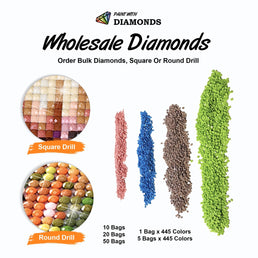 PAINT WITH
DIAMONDS
Wholesale Diamonds
Order Bulk Diamonds, Square Or Round Drill
Square Drill
Round Drill
10 Bags
20 Bags
50 Bags
1 Bag x 445 Colors
5 Bags x 445 Colors